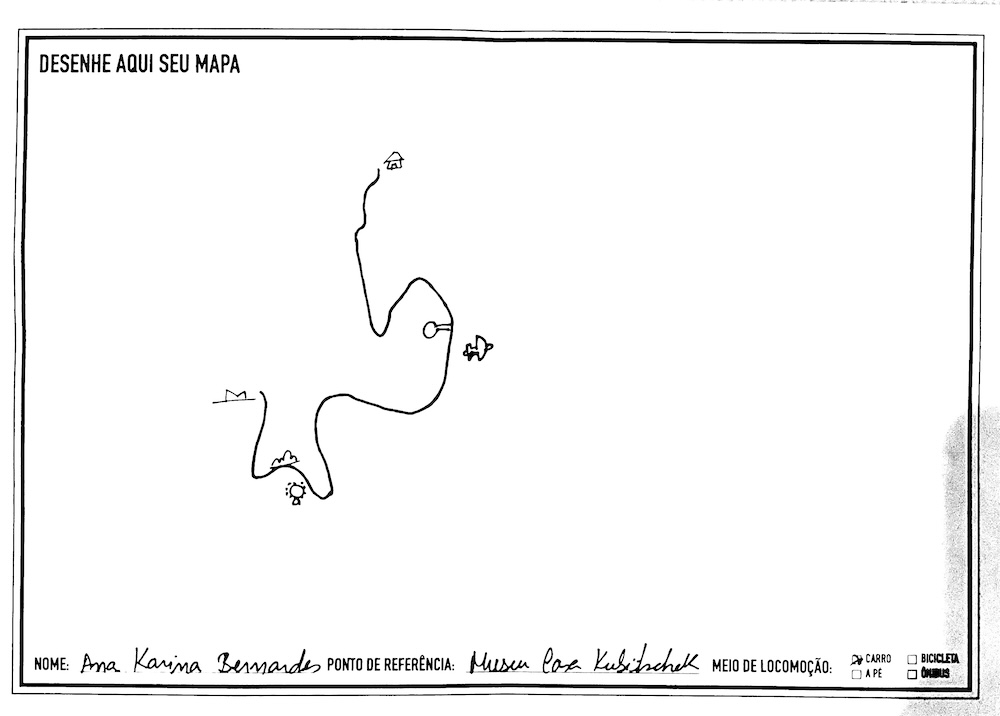 DESENHE AQUI SEU MAPA
NOME: Ana Karina Bernardes PONTO DE REFERÊNCIA: Museu Casa Kubitschek MEIO DE LOCOMOÇÃO: CARRO BICICLETA
A PÉ ÔNIBUS